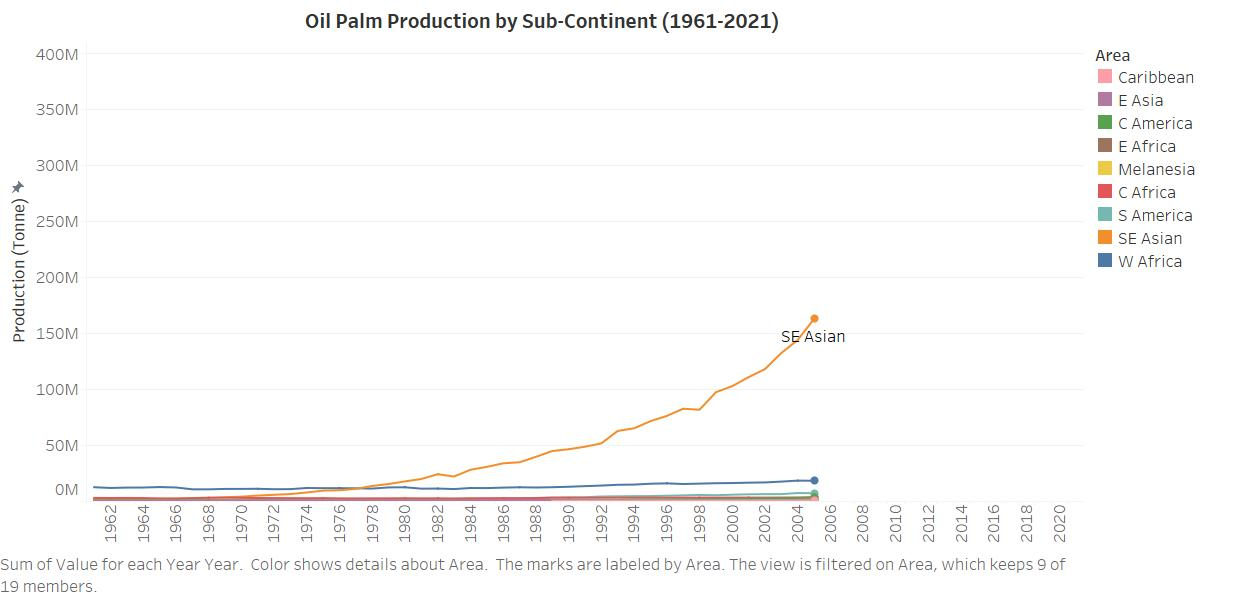 Oil Palm Production by Sub-Continent (1961-2021)
400M
350M
300M
250M
200M
150M
100M
50M
0M
Production (Tonne)
SE Asian
1962
1964
1966
1968
1970
1972
1974
1976
1978
1980
1982
1984
1986
1988
1990
1992
1994
1996
1998
2000
2002
2004
2006
2008
2010
2012
2014
2016
2018
2020
Area
Caribbean
E Asia
C America
E Africa
Melanesia
C Africa
S America
SE Asian
W Africa
Sum of Value for each Year Year.  Color shows details about Area.  The marks are labeled by Area. The view is filtered on Area, which keeps 9 of
19 members.